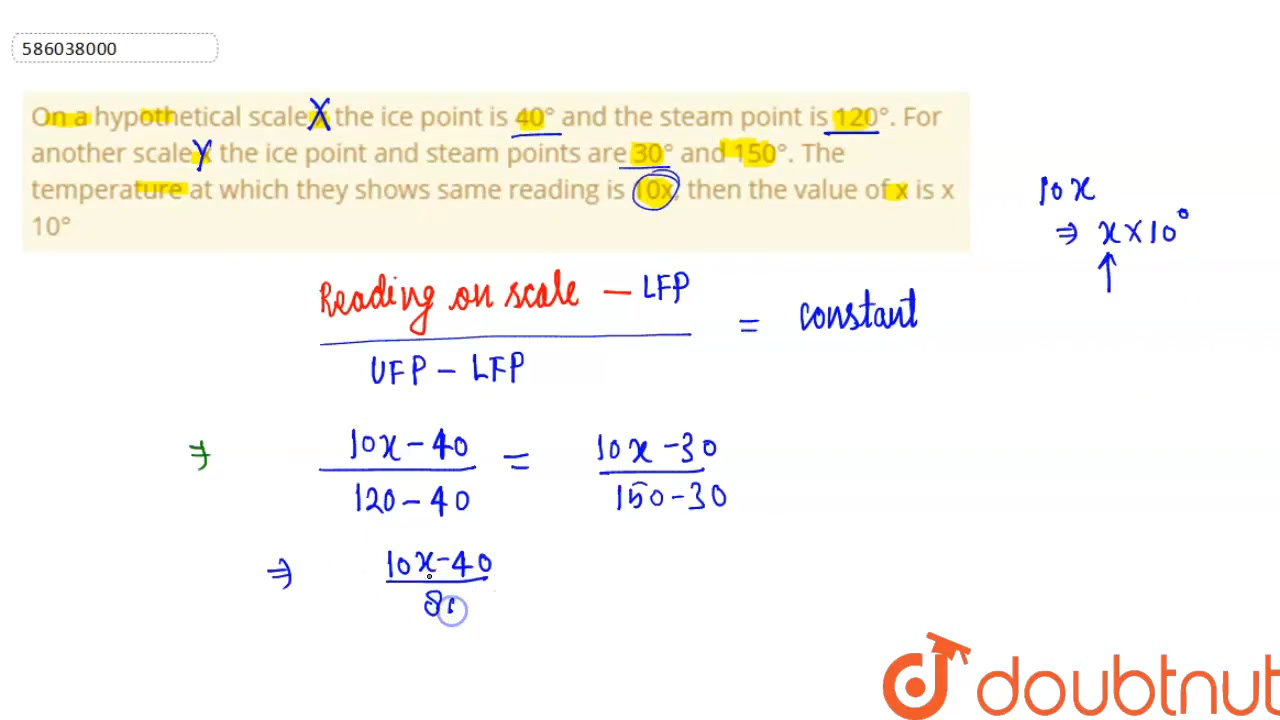 586038000
On a hypothetical scale X the ice point is 40° and the steam point is 120°. For
another scale Y the ice point and steam points are 30° and 150°. The
temperature at which they shows same reading is 10x, then the value of x is x
10°
10x
⇒ x×10°
↑
Reading on scale − LFP
UFP − LFP
= constant
⇒ 10x − 40 = 10x − 30
120 − 40 150 − 30
⇒ 10x − 40
80
doubtnut